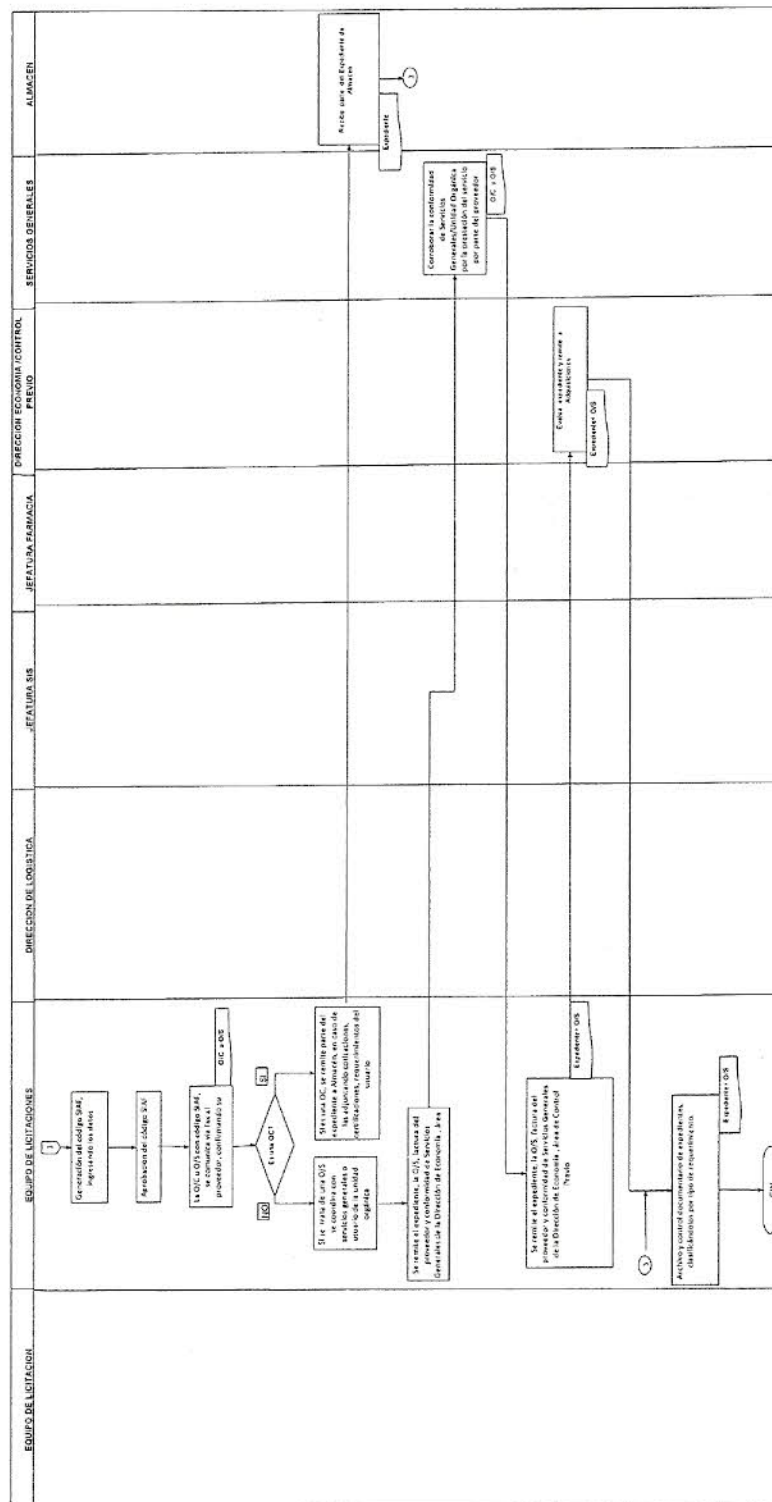 EQUIPO DE LICITACION
EQUIPO DE LICITACIONES
DIRECCION DE LOGISTICA
JEFATURA SIS
JEFATURA FARMACIA
DIRECCION ECONOMIA /CONTROL
PREVIO
SERVICIOS GENERALES
ALMACEN
Generación del código SIAF,
ingresando los datos
Aprobación del código SIAF
La O/C u O/S con código SIAF,
se comunica vía fax al
proveedor, confirmando su
O/C u O/S
Es una OC?
NO
SI
SI se trata de una O/S
se coordina con
servicios generales o
usuario de la unidad
orgánica
SI es una OC, se remite parte del
expediente a Almacén, en caso de
las adjuntando cotizaciones,
certificaciones, requerimientos del
usuario
Recibe parte del Expediente de
Almacen
Expediente
3
Se remite el expediente, la O/S, factura del
proveedor y conformidad de Servicios
Generales de la Dirección de Economía , área
Corroborar la conformidad
de Servicios
Generales/Unidad Orgánica
por la prestación del servicio
por parte del proveedor
O/C u O/S
Se remite el expediente, la O/S, factura del
proveedor y conformidad de Servicios Generales
de la Dirección de Economía , área de Control
Previo
Expediente+ O/S
Evalúa expediente y remite a
Adquisiciones
Expediente+ O/S
3
Archivo y control documentario de expedientes,
clasificándolos por tipo de requerimiento.
Expediente+ O/S